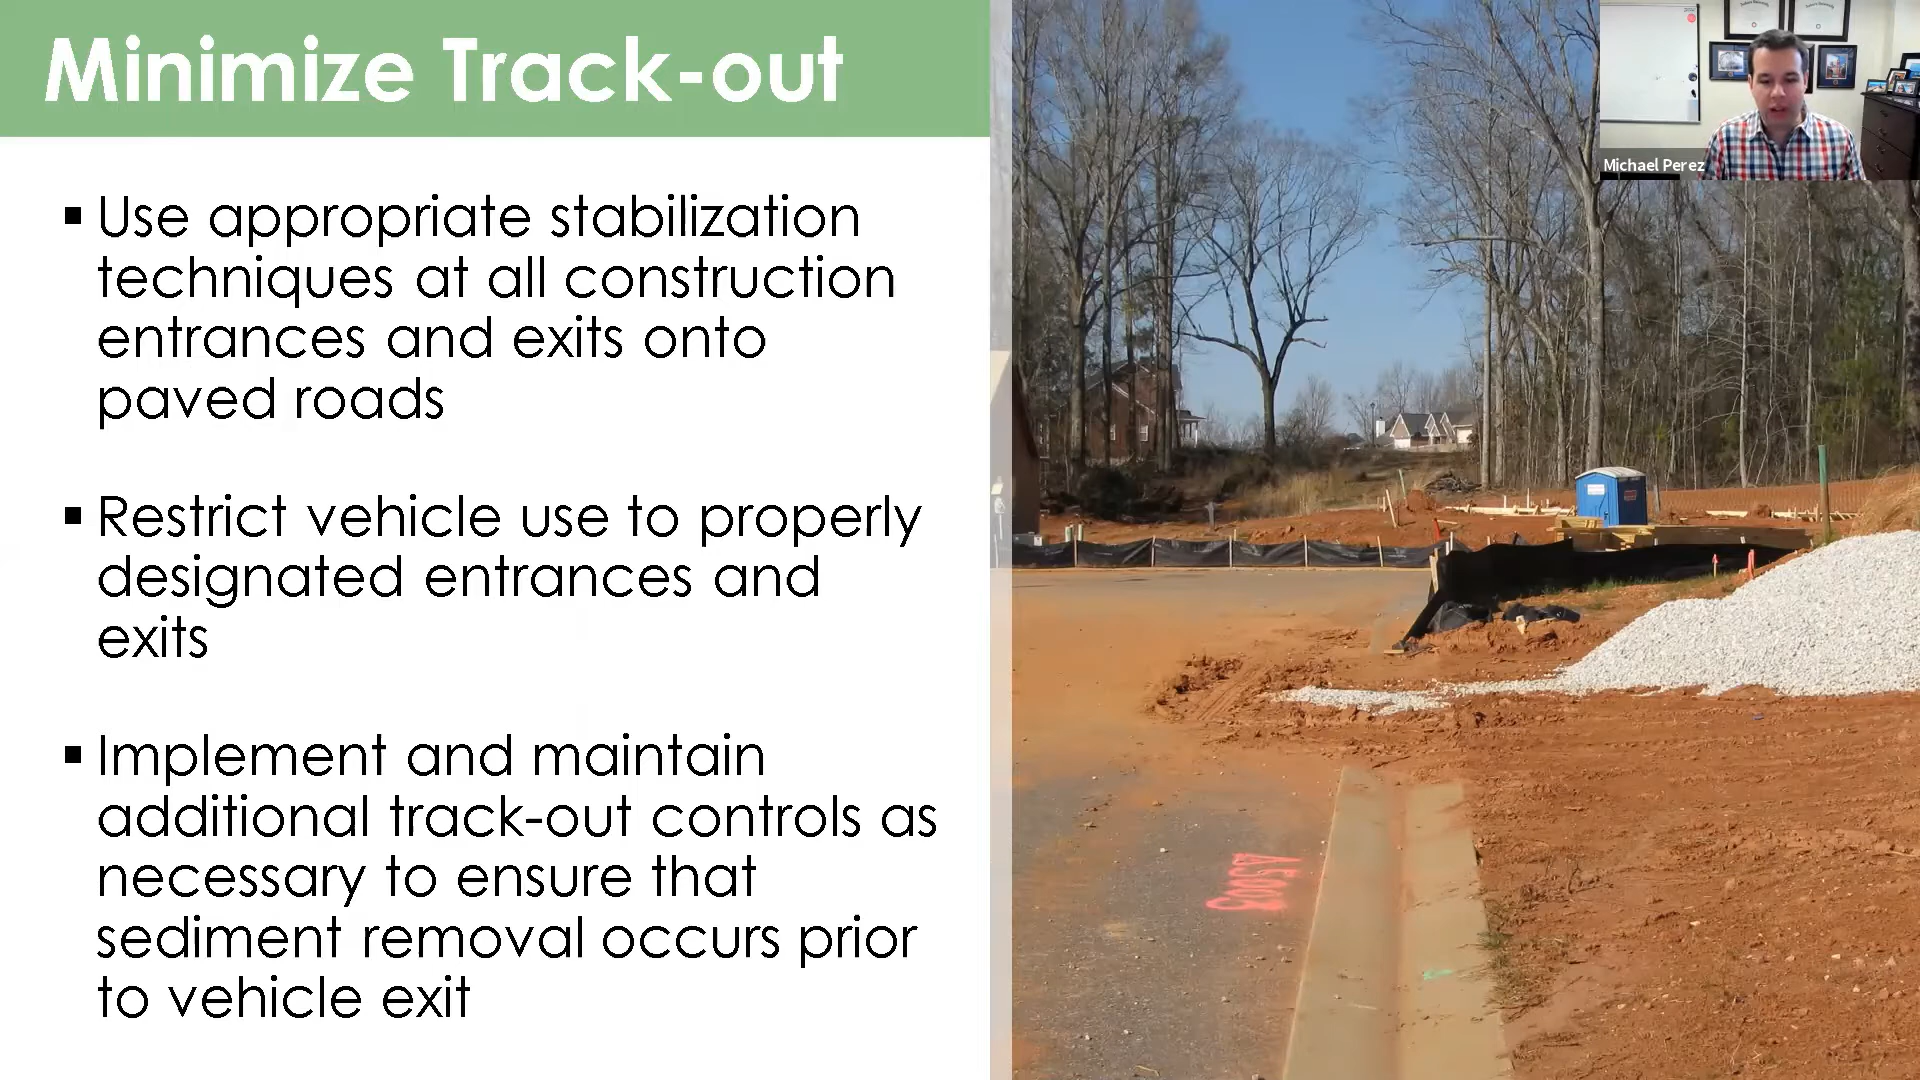 Minimize Track-out
▪ Use appropriate stabilization
techniques at all construction
entrances and exits onto
paved roads
▪ Restrict vehicle use to properly
designated entrances and
exits
▪ Implement and maintain
additional track-out controls as
necessary to ensure that
sediment removal occurs prior
to vehicle exit
Michael Perez